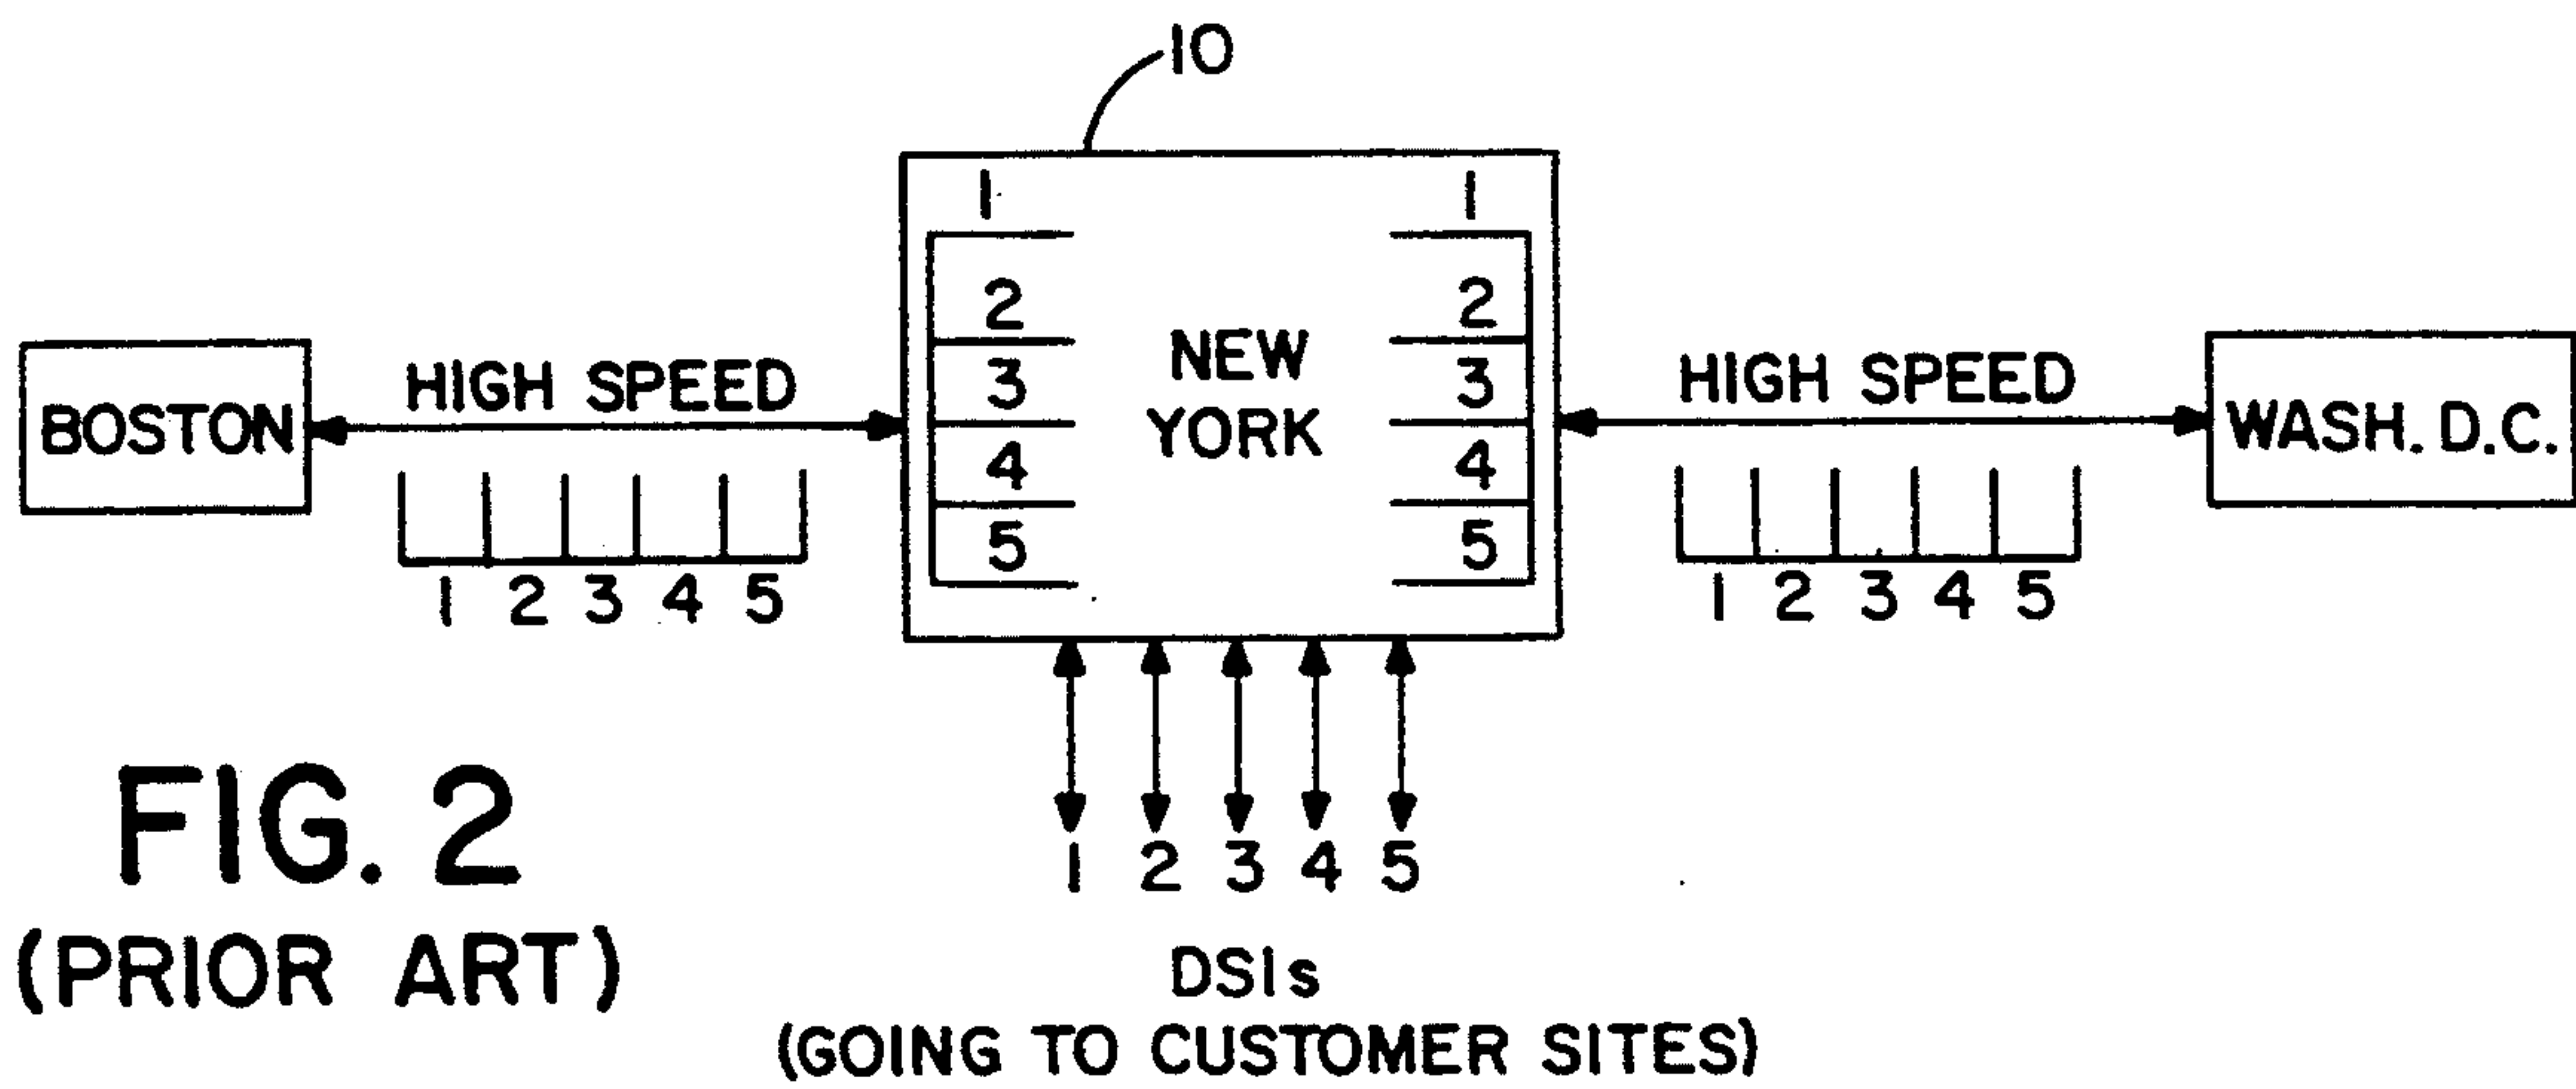 10
1 1
2 2
3 3
4 4
5 5
NEW
YORK
BOSTON
HIGH SPEED
1 2 3 4 5
HIGH SPEED
1 2 3 4 5
WASH. D.C.
1 2 3 4 5
DS1s
(GOING TO CUSTOMER SITES)
FIG. 2
(PRIOR ART)